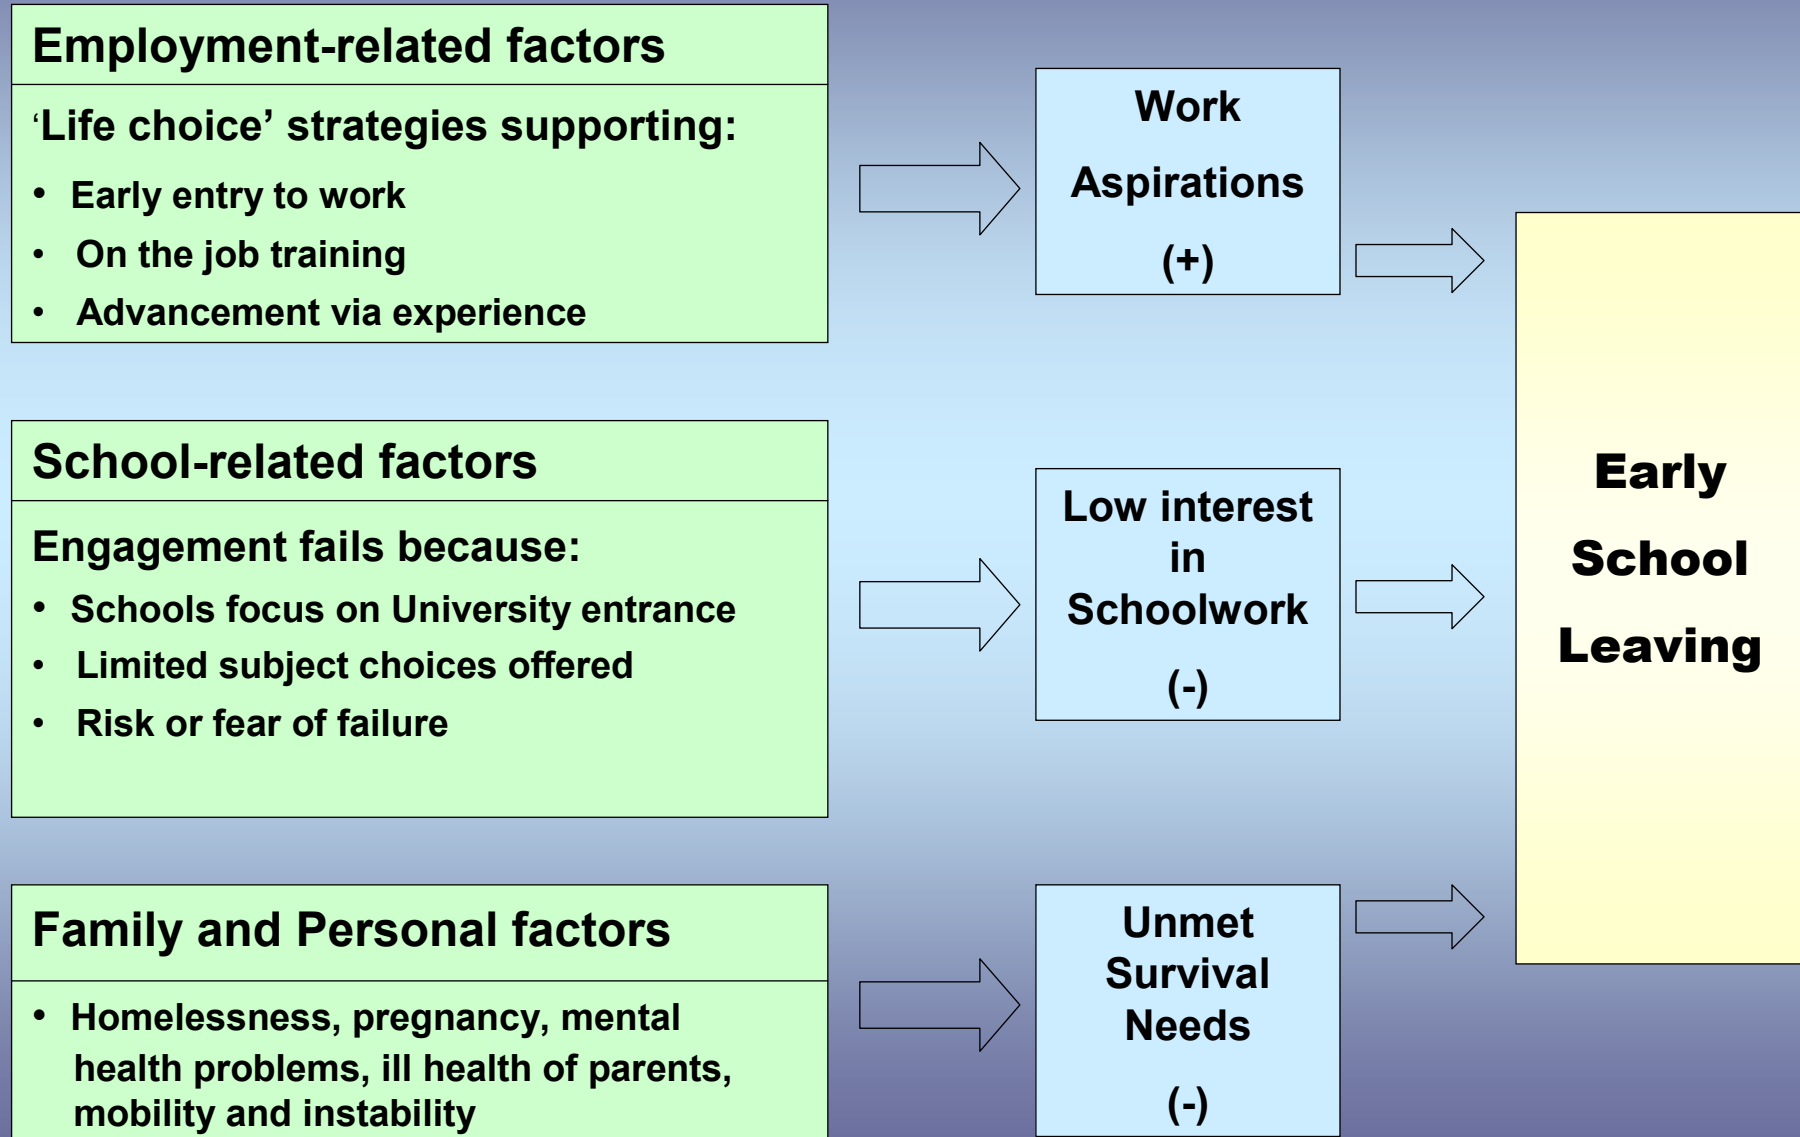 Employment-related factors
‘Life choice’ strategies supporting:
• Early entry to work
• On the job training
• Advancement via experience
Work
Aspirations
(+)
School-related factors
Engagement fails because:
• Schools focus on University entrance
• Limited subject choices offered
• Risk or fear of failure
Low interest
in
Schoolwork
(-)
Family and Personal factors
• Homelessness, pregnancy, mental
health problems, ill health of parents,
mobility and instability
Unmet
Survival
Needs
(-)
Early
School
Leaving